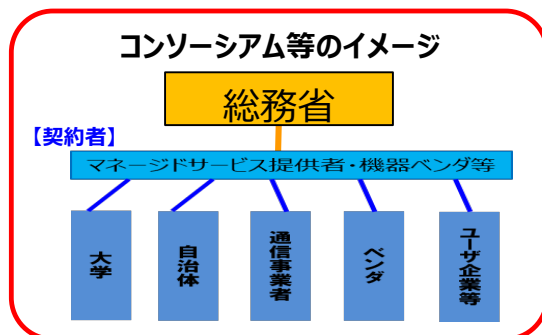 コンソーシアム等のイメージ
総務省
【契約者】
マネージドサービス提供者・機器ベンダ等
大学
自治体
通信事業者
ベンダ
ユーザ企業等